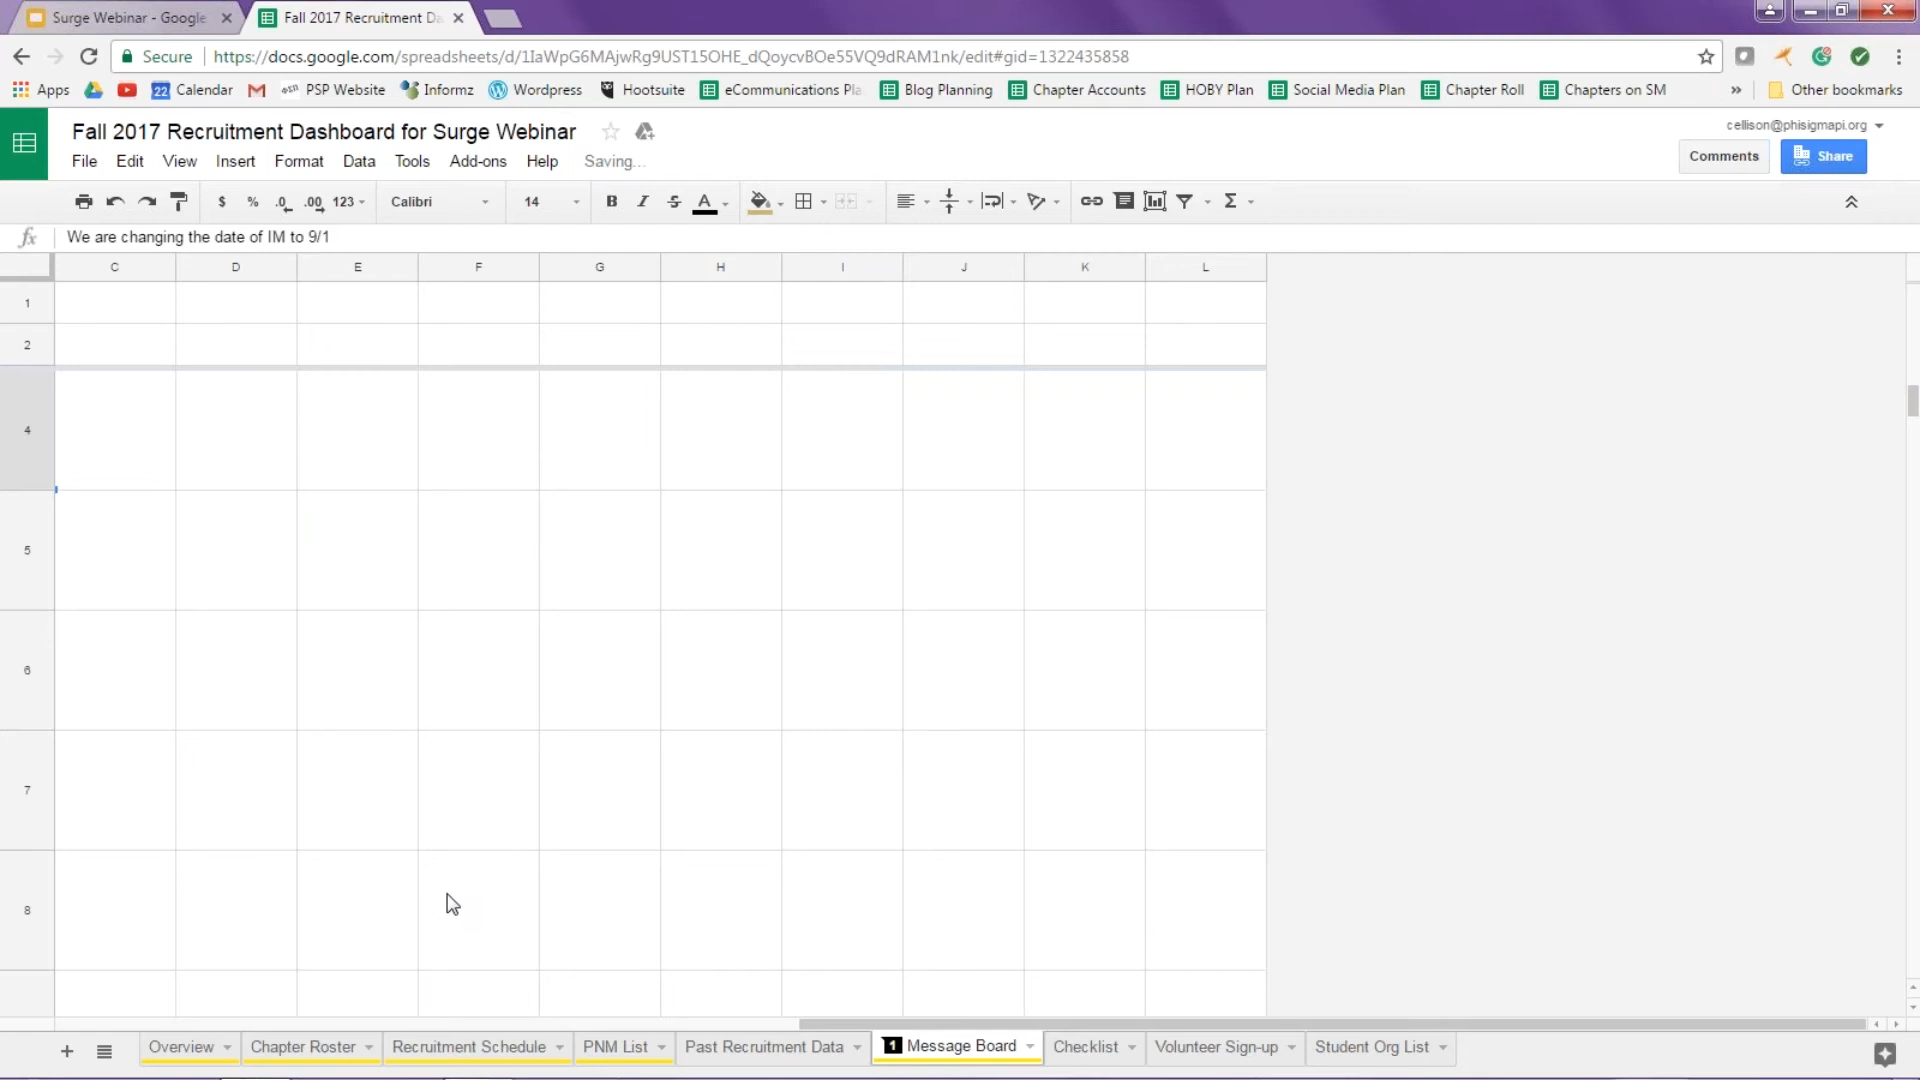 Surge Webinar - Google
Fall 2017 Recruitment Da
Secure
https://docs.google.com/spreadsheets/d/1IaWpG6MAjwRg9UST15OHE_dQoycvBOe55VQ9dRAM1nk/edit#gid=1322435858
Apps
22 Calendar
PSP Website
Informz
Wordpress
Hootsuite
eCommunications Pla
Blog Planning
Chapter Accounts
HOBY Plan
Social Media Plan
Chapter Roll
Chapters on SM
»
Other bookmarks
Fall 2017 Recruitment Dashboard for Surge Webinar
cellison@phisigmapi.org
File Edit View Insert Format Data Tools Add-ons Help Saving...
Comments
Share
$ % .0 .00 123 Calibri 14 B I S A Σ
fx We are changing the date of IM to 9/1
C D E F G H I J K L
1
2
4
5
6
7
8
+ Overview Chapter Roster Recruitment Schedule PNM List Past Recruitment Data 1 Message Board Checklist Volunteer Sign-up Student Org List